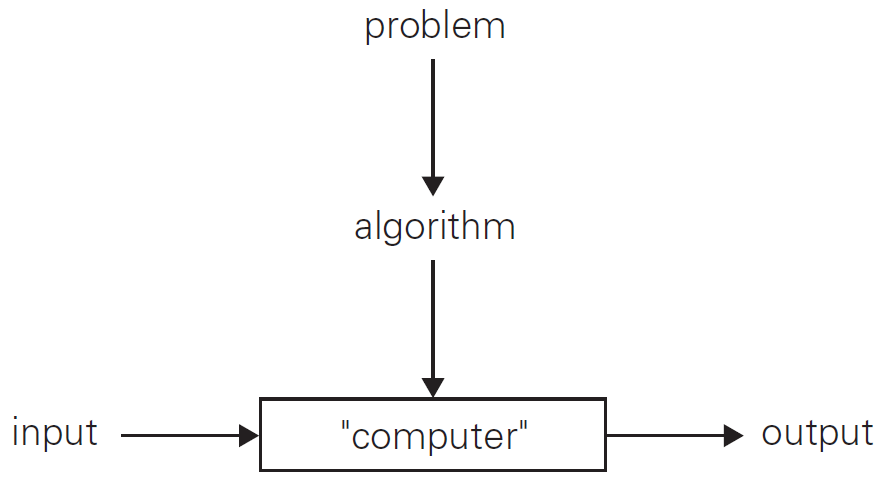 problem
algorithm
input
"computer"
output